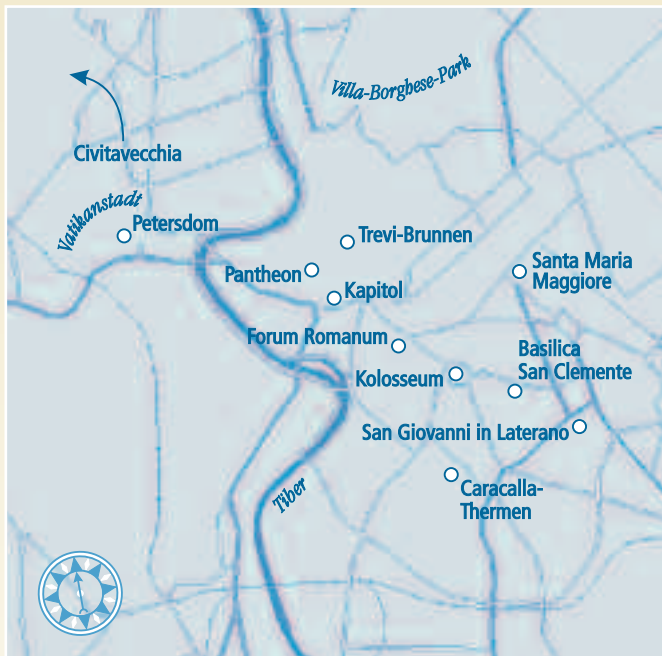 Villa-Borghese-Park
Civitavecchia
Vatikanstadt
Petersdom
Trevi-Brunnen
Pantheon
Santa Maria
Maggiore
Kapitol
Forum Romanum
Basilica
San Clemente
Kolosseum
San Giovanni in Laterano
Caracalla-
Thermen
Tiber